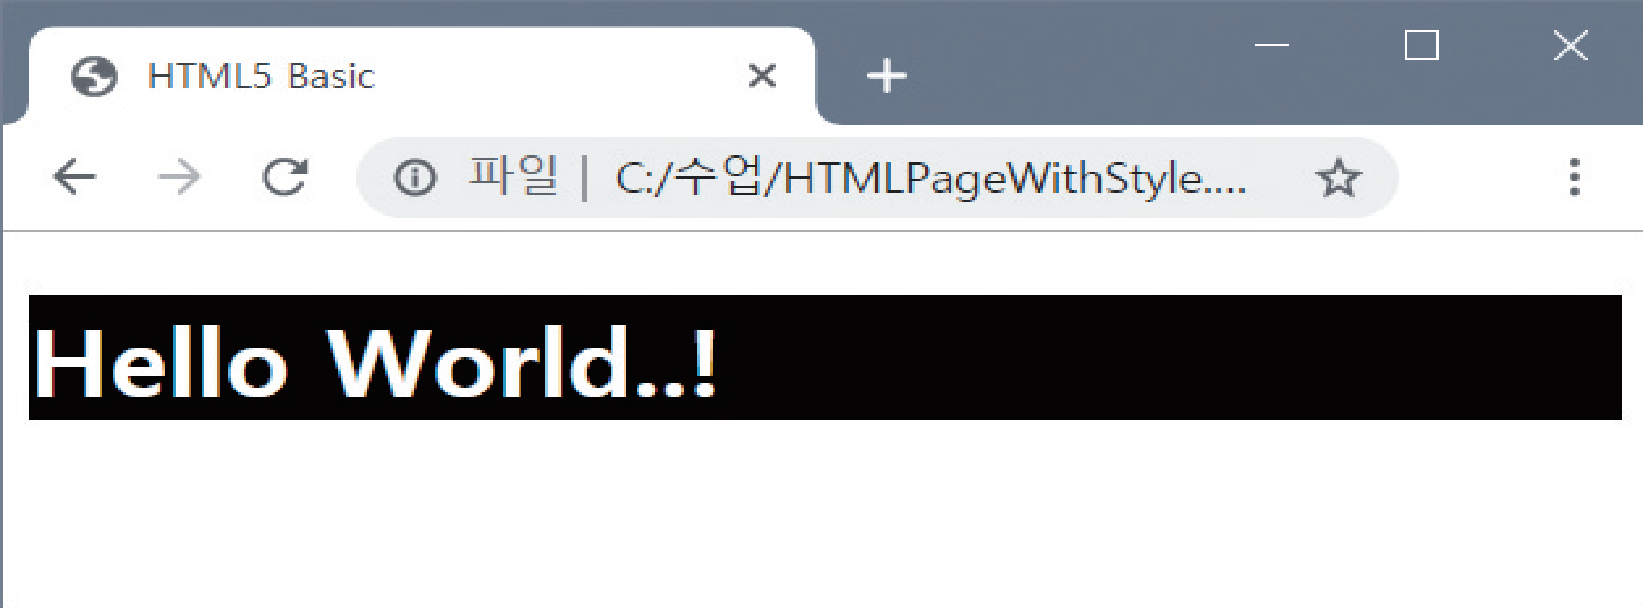 HTML5 Basic
파일 | C:/수업/HTMLPageWithStyle....
Hello World..!